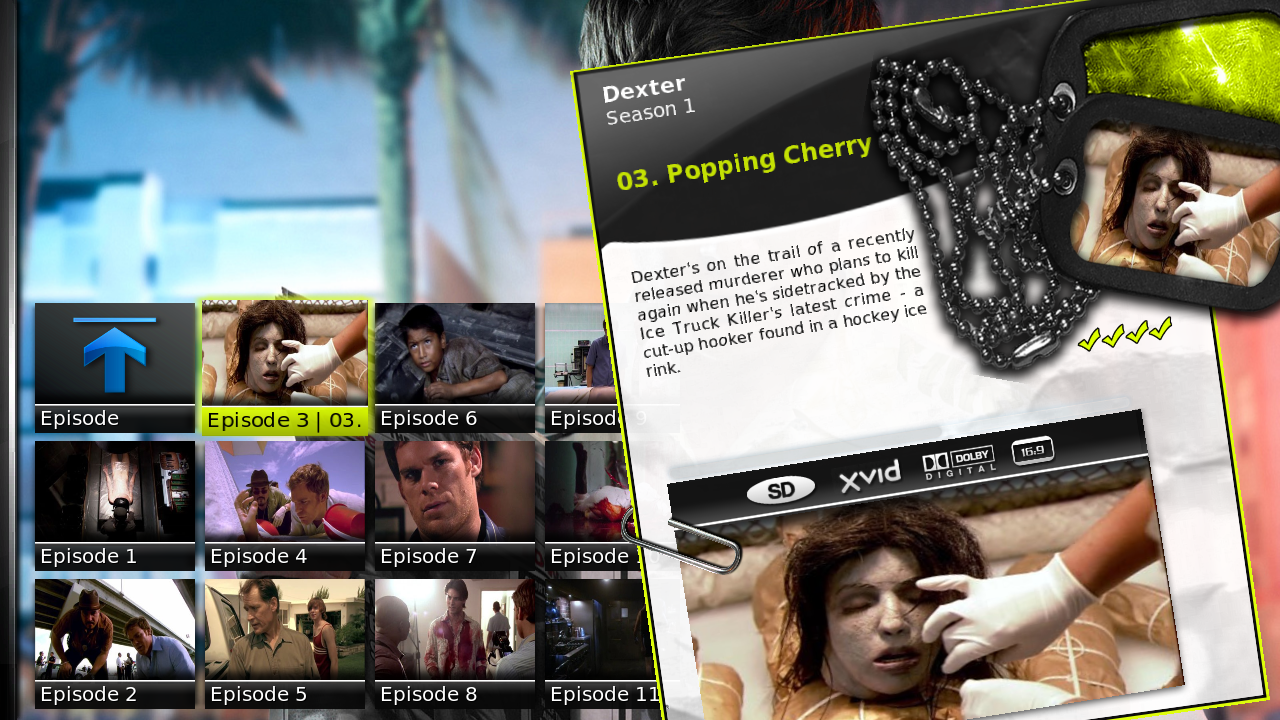 Dexter
Season 1
03. Popping Cherry
Dexter's on the trail of a recently
released murderer who plans to kill
again when he's sidetracked by the
Ice Truck Killer's latest crime - a
cut-up hooker found in a hockey ice
rink.
SD
XviD
DOLBY
DIGITAL
16:9
Episode
Episode 3 | 03.
Episode 6
Episode 9
Episode 1
Episode 4
Episode 7
Episode
Episode 2
Episode 5
Episode 8
Episode 11